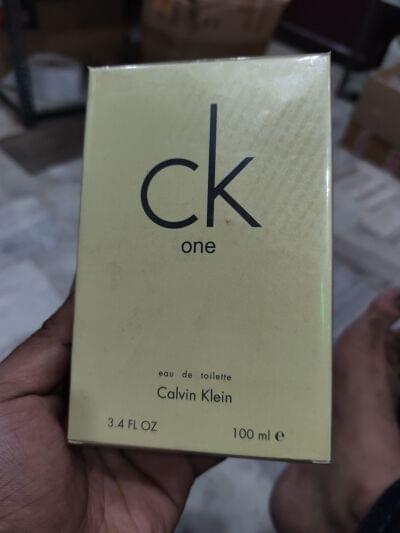 ck
one
eau de toilette
Calvin Klein
3.4 FL OZ
100 ml ℮